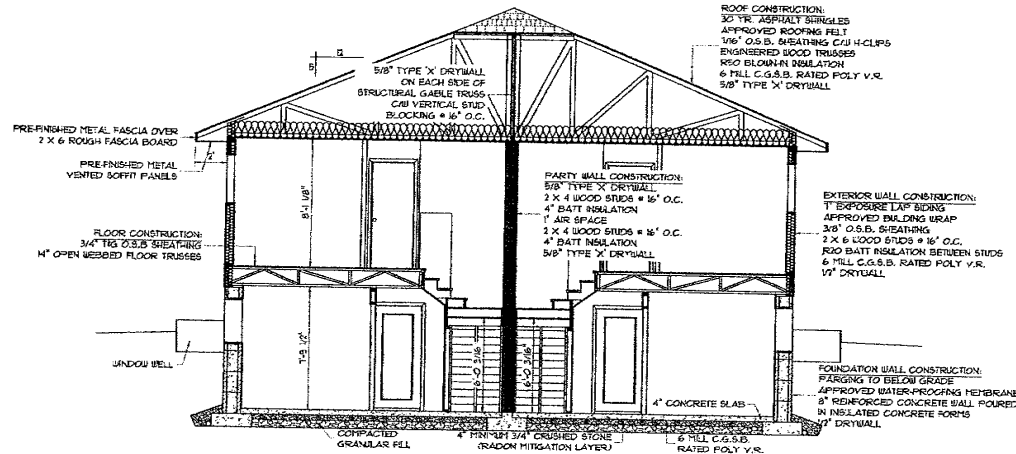 ROOF CONSTRUCTION:
30 YR. ASPHALT SHINGLES
APPROVED ROOFING FELT
7/16" O.S.B. SHEATHING C/W H-CLIPS
ENGINEERED WOOD TRUSSES
R50 BLOWN-IN INSULATION
6 MILL C.G.S.B. RATED POLY V.R.
5/8" TYPE 'X' DRYWALL
12
5
5/8" TYPE 'X' DRYWALL
ON EACH SIDE OF
STRUCTURAL GABLE TRUSS
C/W VERTICAL STUD
BLOCKING @ 16" O.C.
PRE-FINISHED METAL FASCIA OVER
2 X 6 ROUGH FASCIA BOARD
2'
PRE-FINISHED METAL
VENTED SOFFIT PANELS
8'-1 1/8"
PARTY WALL CONSTRUCTION:
5/8" TYPE 'X' DRYWALL
2 X 4 WOOD STUDS @ 16" O.C.
4" BATT INSULATION
1" AIR SPACE
2 X 4 WOOD STUDS @ 16" O.C.
4" BATT INSULATION
5/8" TYPE 'X' DRYWALL
EXTERIOR WALL CONSTRUCTION:
7" EXPOSURE LAP SIDING
APPROVED BUILDING WRAP
3/8" O.S.B. SHEATHING
2 X 6 WOOD STUDS @ 16" O.C.
R20 BATT INSULATION BETWEEN STUDS
6 MILL C.G.S.B. RATED POLY V.R.
1/2" DRYWALL
FLOOR CONSTRUCTION:
3/4" T&G O.S.B SHEATHING
14" OPEN WEBBED FLOOR TRUSSES
7'-9 1/2"
6'-0 3/16"
6'-0 3/16"
WINDOW WELL
FOUNDATION WALL CONSTRUCTION:
PARGING TO BELOW GRADE
APPROVED WATER-PROOFING MEMBRANE
8" REINFORCED CONCRETE WALL POURED
IN INSULATED CONCRETE FORMS
1/2" DRYWALL
4" CONCRETE SLAB
COMPACTED
GRANULAR FILL
4" MINIMUM 3/4" CRUSHED STONE
(RADON MITIGATION LAYER)
6 MILL C.G.S.B.
RATED POLY V.R.